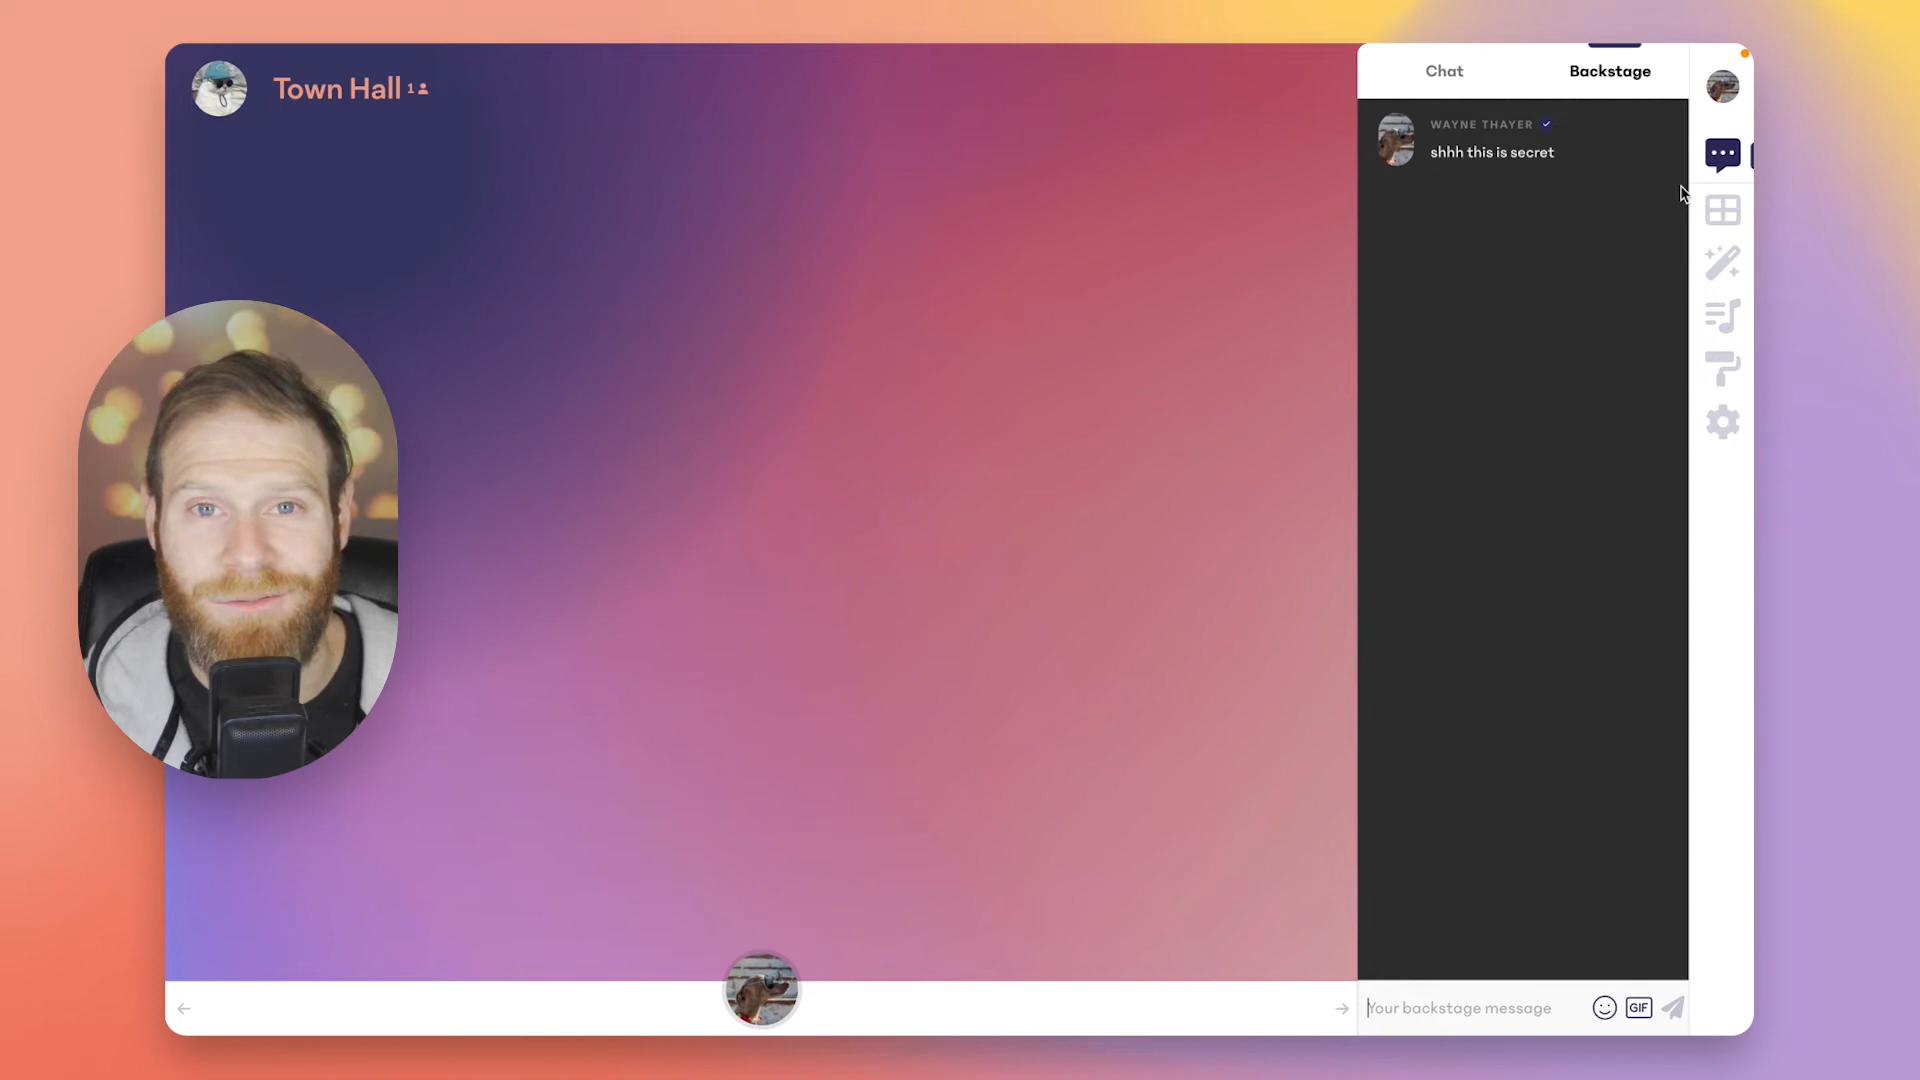 Town Hall 1
Chat Backstage
WAYNE THAYER
shhh this is secret
Your backstage message GIF